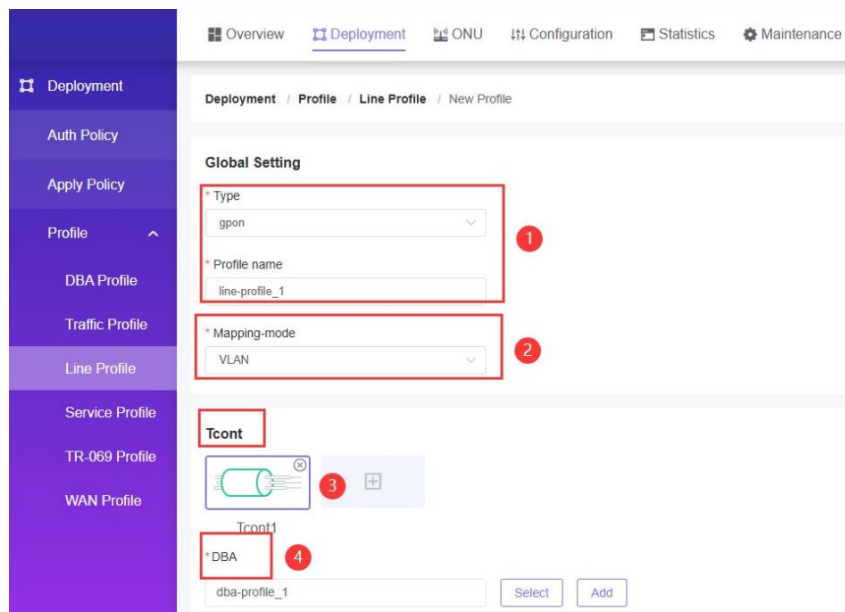 Overview Deployment ONU Configuration Statistics Maintenance
Deployment
Auth Policy
Apply Policy
Profile
DBA Profile
Traffic Profile
Line Profile
Service Profile
TR-069 Profile
WAN Profile
Deployment / Profile / Line Profile / New Profile
Global Setting
* Type
gpon
1
* Profile name
line-profile_1
* Mapping-mode
VLAN
2
Tcont
3
Tcont1
* DBA
4
dba-profile_1 Select Add